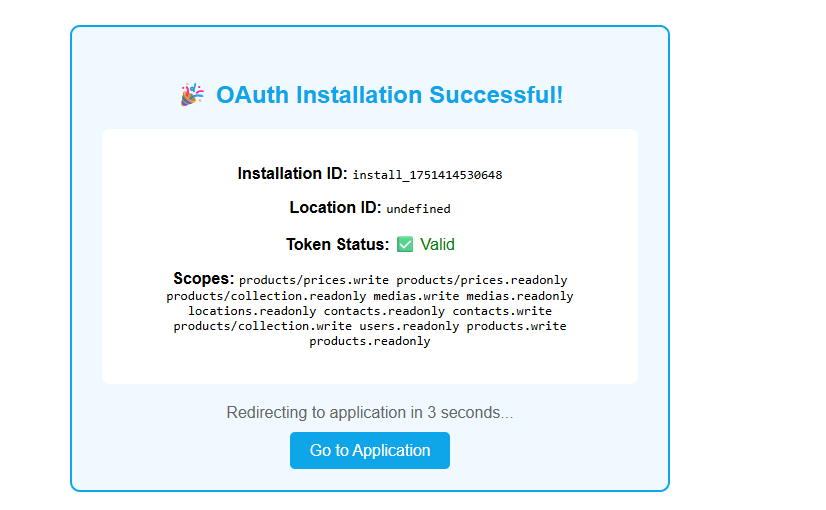 🎉 OAuth Installation Successful!
Installation ID: install_1751414530648
Location ID: undefined
Token Status: ✅ Valid
Scopes: products/prices.write products/prices.readonly
products/collection.readonly medias.write medias.readonly
locations.readonly contacts.readonly contacts.write
products/collection.write users.readonly products.write
products.readonly
Redirecting to application in 3 seconds...
Go to Application